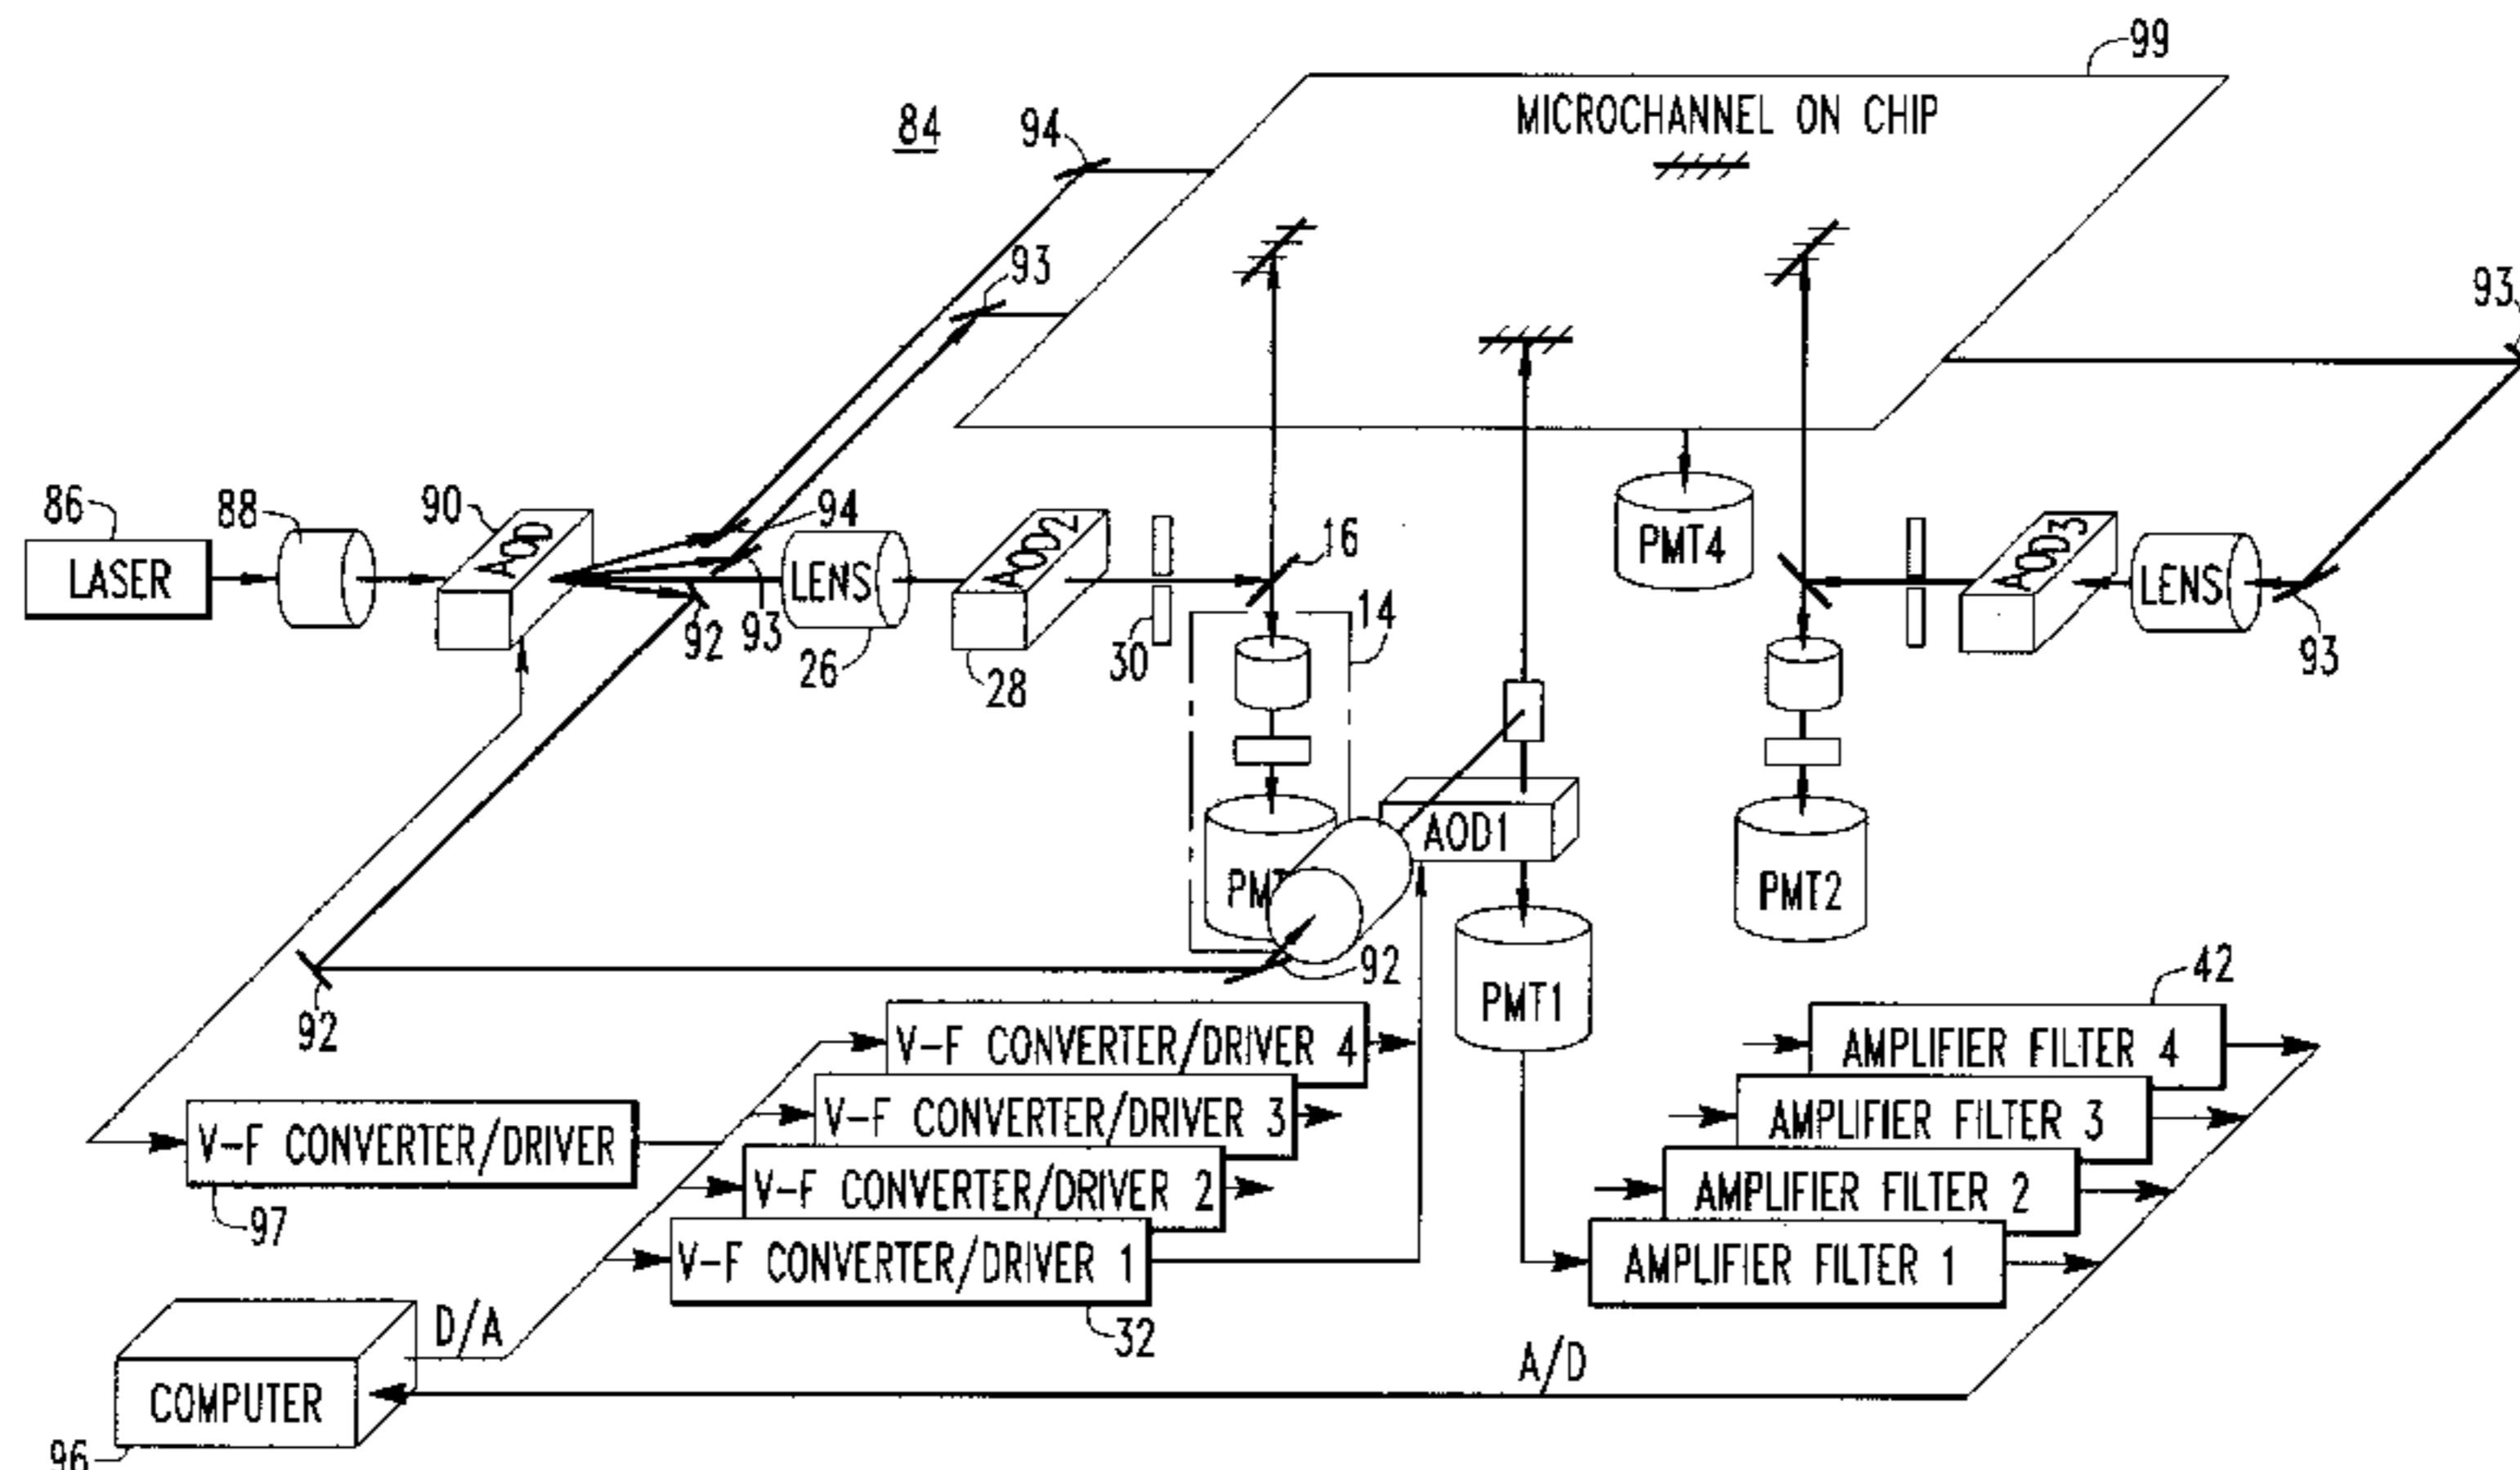 99
MICROCHANNEL ON CHIP
84
94
93
93
86
88
90
94
AOD
LASER
92
93
LENS
26
AOD2
28
30
16
14
PMT4
AOD3
LENS
93
PMT2
AOD1
PMT1
92
92
42
V-F CONVERTER/DRIVER 4
V-F CONVERTER/DRIVER 3
V-F CONVERTER/DRIVER 2
V-F CONVERTER/DRIVER 1
32
V-F CONVERTER/DRIVER
97
AMPLIFIER FILTER 4
AMPLIFIER FILTER 3
AMPLIFIER FILTER 2
AMPLIFIER FILTER 1
D/A
A/D
COMPUTER
96